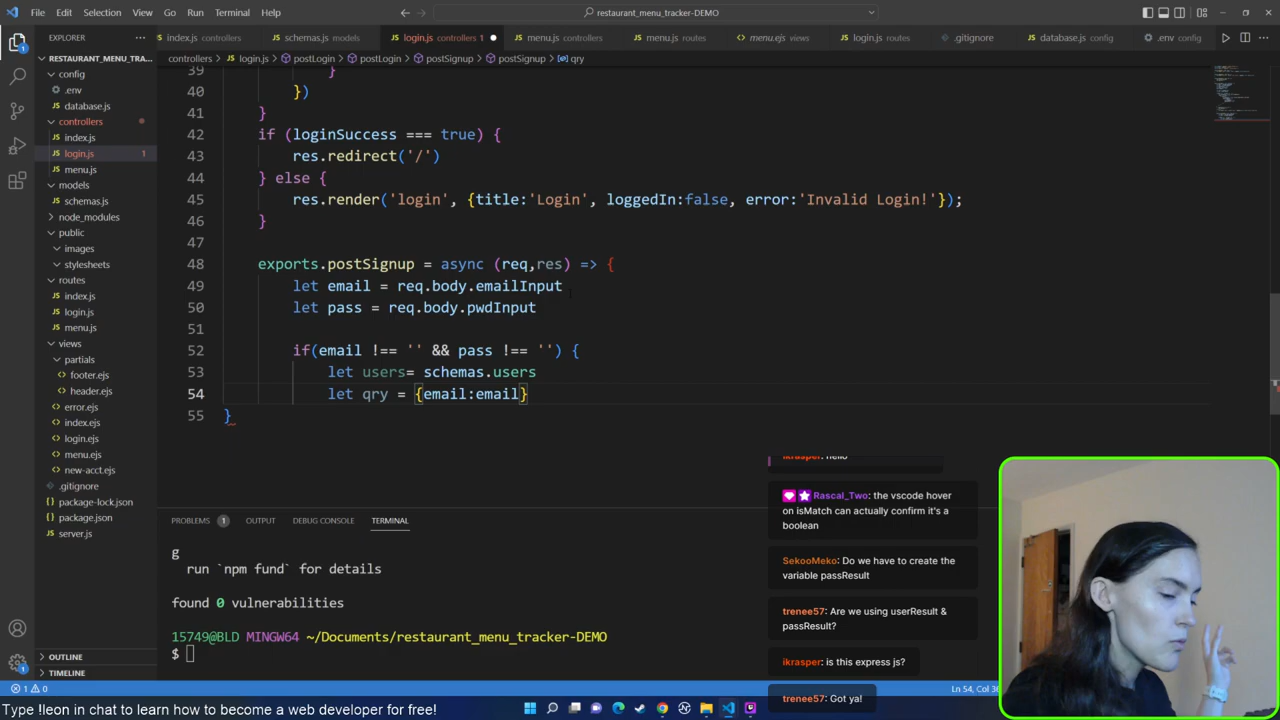 File Edit Selection View Go Run Terminal Help
restaurant_menu_tracker-DEMO
EXPLORER
index.js controllers
schemas.js models
login.js controllers 1
menu.js controllers
menu.js routes
menu.ejs views
login.js routes
.gitignore
database.js config
.env config
controllers > login.js > postLogin > postLogin > postSignup > postSignup > qry
RESTAURANT_MENU_TRA...
config
.env
database.js
controllers
index.js
login.js 1
menu.js
models
schemas.js
node_modules
public
images
stylesheets
routes
index.js
login.js
menu.js
views
partials
footer.ejs
header.ejs
error.ejs
index.ejs
login.ejs
menu.ejs
new-acct.ejs
.gitignore
package-lock.json
package.json
server.js
OUTLINE
TIMELINE
39 }
40 })
41 }
42 if (loginSuccess === true) {
43 res.redirect('/')
44 } else {
45 res.render('login', {title:'Login', loggedIn:false, error:'Invalid Login!'});
46 }
47
48 exports.postSignup = async (req,res) => {
49 let email = req.body.emailInput
50 let pass = req.body.pwdInput
51
52 if(email !== '' && pass !== '') {
53 let users= schemas.users
54 let qry = {email:email}
55 }
PROBLEMS 1 OUTPUT DEBUG CONSOLE TERMINAL
g
run `npm fund` for details
found 0 vulnerabilities
15749@BLD MINGW64 ~/Documents/restaurant_menu_tracker-DEMO
$
ikrasper: hello
Rascal_Two: the vscode hover
on isMatch can actually confirm it's a
boolean
SekooMeko: Do we have to create the
variable passResult
trenee57: Are we using userResult &
passResult?
ikrasper: is this express js?
trenee57: Got ya!
1 0
Ln 54, Col 36
Type !leon in chat to learn how to become a web developer for free!